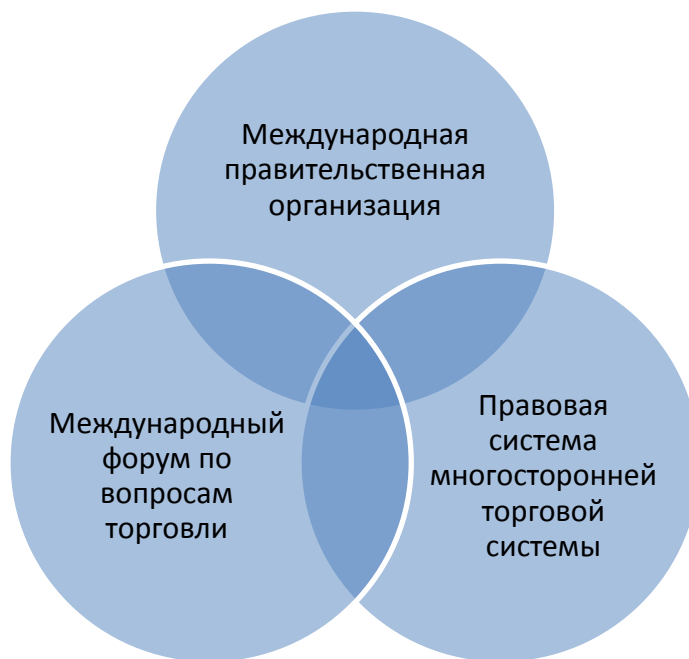 Международная
правительственная
организация
Международный
форум по
вопросам
торговли
Правовая
система
многосторонней
торговой
системы